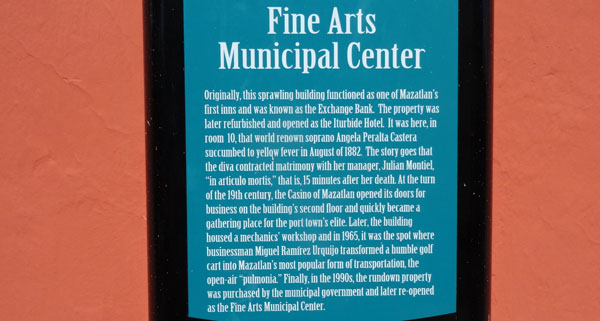 Fine Arts
Municipal Center
Originally, this sprawling building functioned as one of Mazatlan's
first inns and was known as the Exchange Bank. The property was
later refurbished and opened as the Iturbide Hotel. It was here, in
room 10, that world renown soprano Angela Peralta Castera
succumbed to yellow fever in August of 1882. The story goes that
the diva contracted matrimony with her manager, Julian Montiel,
"in articulo mortis," that is, 15 minutes after her death. At the turn
of the 19th century, the Casino of Mazatlan opened its doors for
business on the building's second floor and quickly became a
gathering place for the port town's elite. Later, the building
housed a mechanics' workshop and in 1965, it was the spot where
businessman Miguel Ramírez Urquijo transformed a humble golf
cart into Mazatlan's most popular form of transportation, the
open-air "pulmonia." Finally, in the 1990s, the rundown property
was purchased by the municipal government and later re-opened
as the Fine Arts Municipal Center.